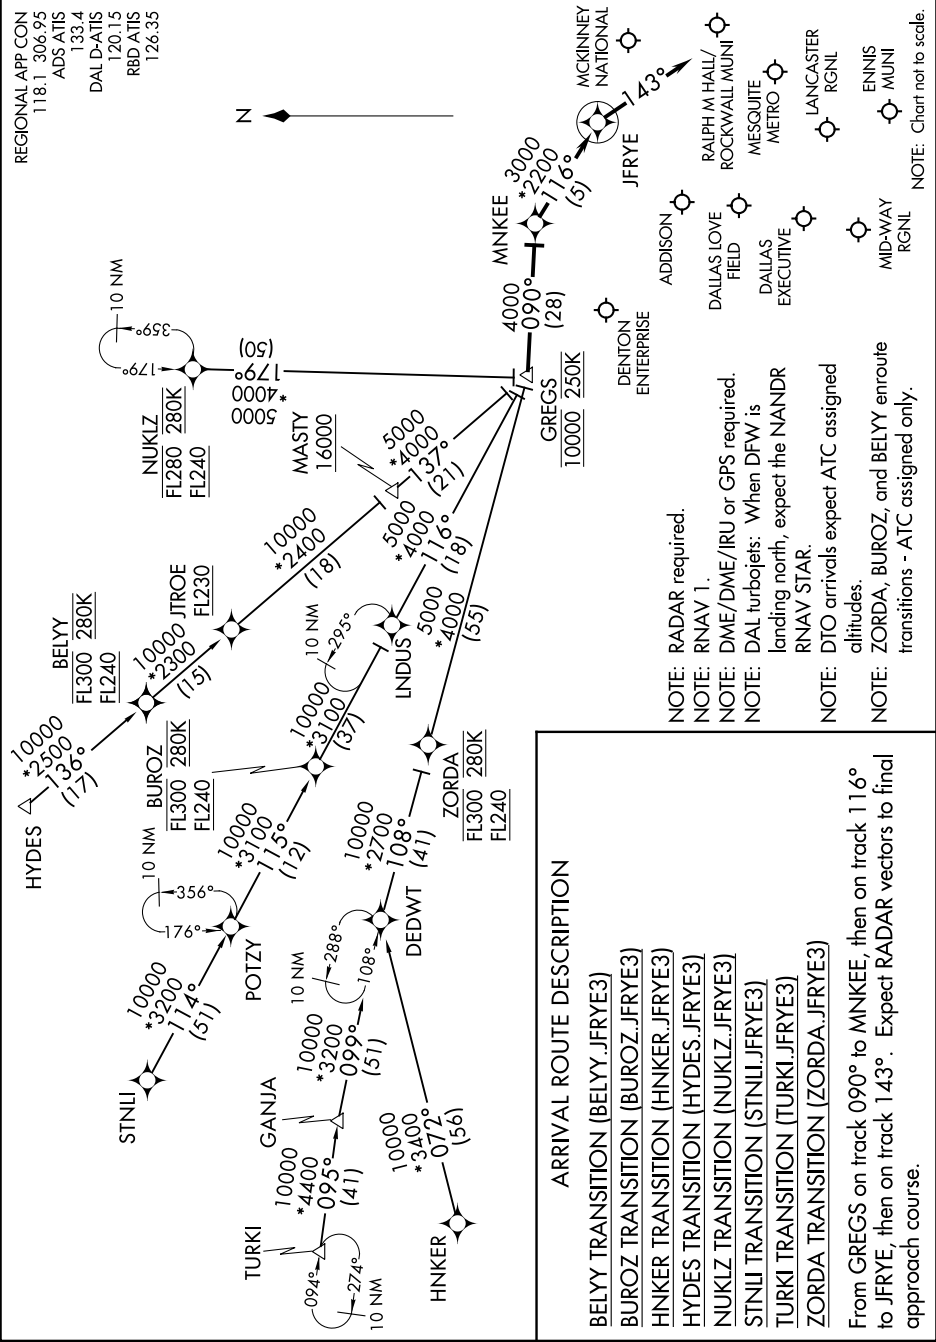 REGIONAL APP CON
118.1 306.95
ADS ATIS
133.4
DAL D-ATIS
120.15
RBD ATIS
126.35
N
HYDES
10000
*2500
136°
(17)
BELYY
FL300 280K
FL240
10000
*2300
(15)
JTROE
FL230
10000
*2400
(18)
MASTY
16000
5000
*4000
137°
(21)
NUKLZ
FL280 280K
FL240
10 NM
179°
359°
5000
*4000
179°
(50)
STNLI
10000
*3200
114°
(51)
POTZY
10 NM
176°
356°
10000
*3100
115°
(12)
BUROZ
FL300 280K
FL240
10000
*3100
(37)
LNDUS
10 NM
295°
5000
*4000
116°
(18)
TURKI
094°
274°
10 NM
10000
*4400
095°
(41)
GANJA
10000
*3200
099°
(51)
HNKER
10000
*3400
072°
(56)
DEDWT
10 NM
288°
108°
10000
*2700
108°
(41)
ZORDA
FL300 280K
FL240
5000
*4000
(55)
GREGS
10000 250K
4000
090°
(28)
MNKEE
3000
*2200
116°
(5)
JFRYE
143°
MCKINNEY
NATIONAL
DENTON
ENTERPRISE
ADDISON
RALPH M HALL/
ROCKWALL MUNI
DALLAS LOVE
FIELD
MESQUITE
METRO
DALLAS
EXECUTIVE
LANCASTER
RGNL
MID-WAY
RGNL
ENNIS
MUNI
NOTE: Chart not to scale.
NOTE: RADAR required.
NOTE: RNAV 1.
NOTE: DME/DME/IRU or GPS required.
NOTE: DAL turbojets: When DFW is
landing north, expect the NANDR
RNAV STAR.
NOTE: DTO arrivals expect ATC assigned
altitudes.
NOTE: ZORDA, BUROZ, and BELYY enroute
transitions - ATC assigned only.
ARRIVAL ROUTE DESCRIPTION
BELYY TRANSITION (BELYY.JFRYE3)
BUROZ TRANSITION (BUROZ.JFRYE3)
HNKER TRANSITION (HNKER.JFRYE3)
HYDES TRANSITION (HYDES.JFRYE3)
NUKLZ TRANSITION (NUKLZ.JFRYE3)
STNLI TRANSITION (STNLI.JFRYE3)
TURKI TRANSITION (TURKI.JFRYE3)
ZORDA TRANSITION (ZORDA.JFRYE3)
From GREGS on track 090° to MNKEE, then on track 116°
to JFRYE, then on track 143°. Expect RADAR vectors to final
approach course.